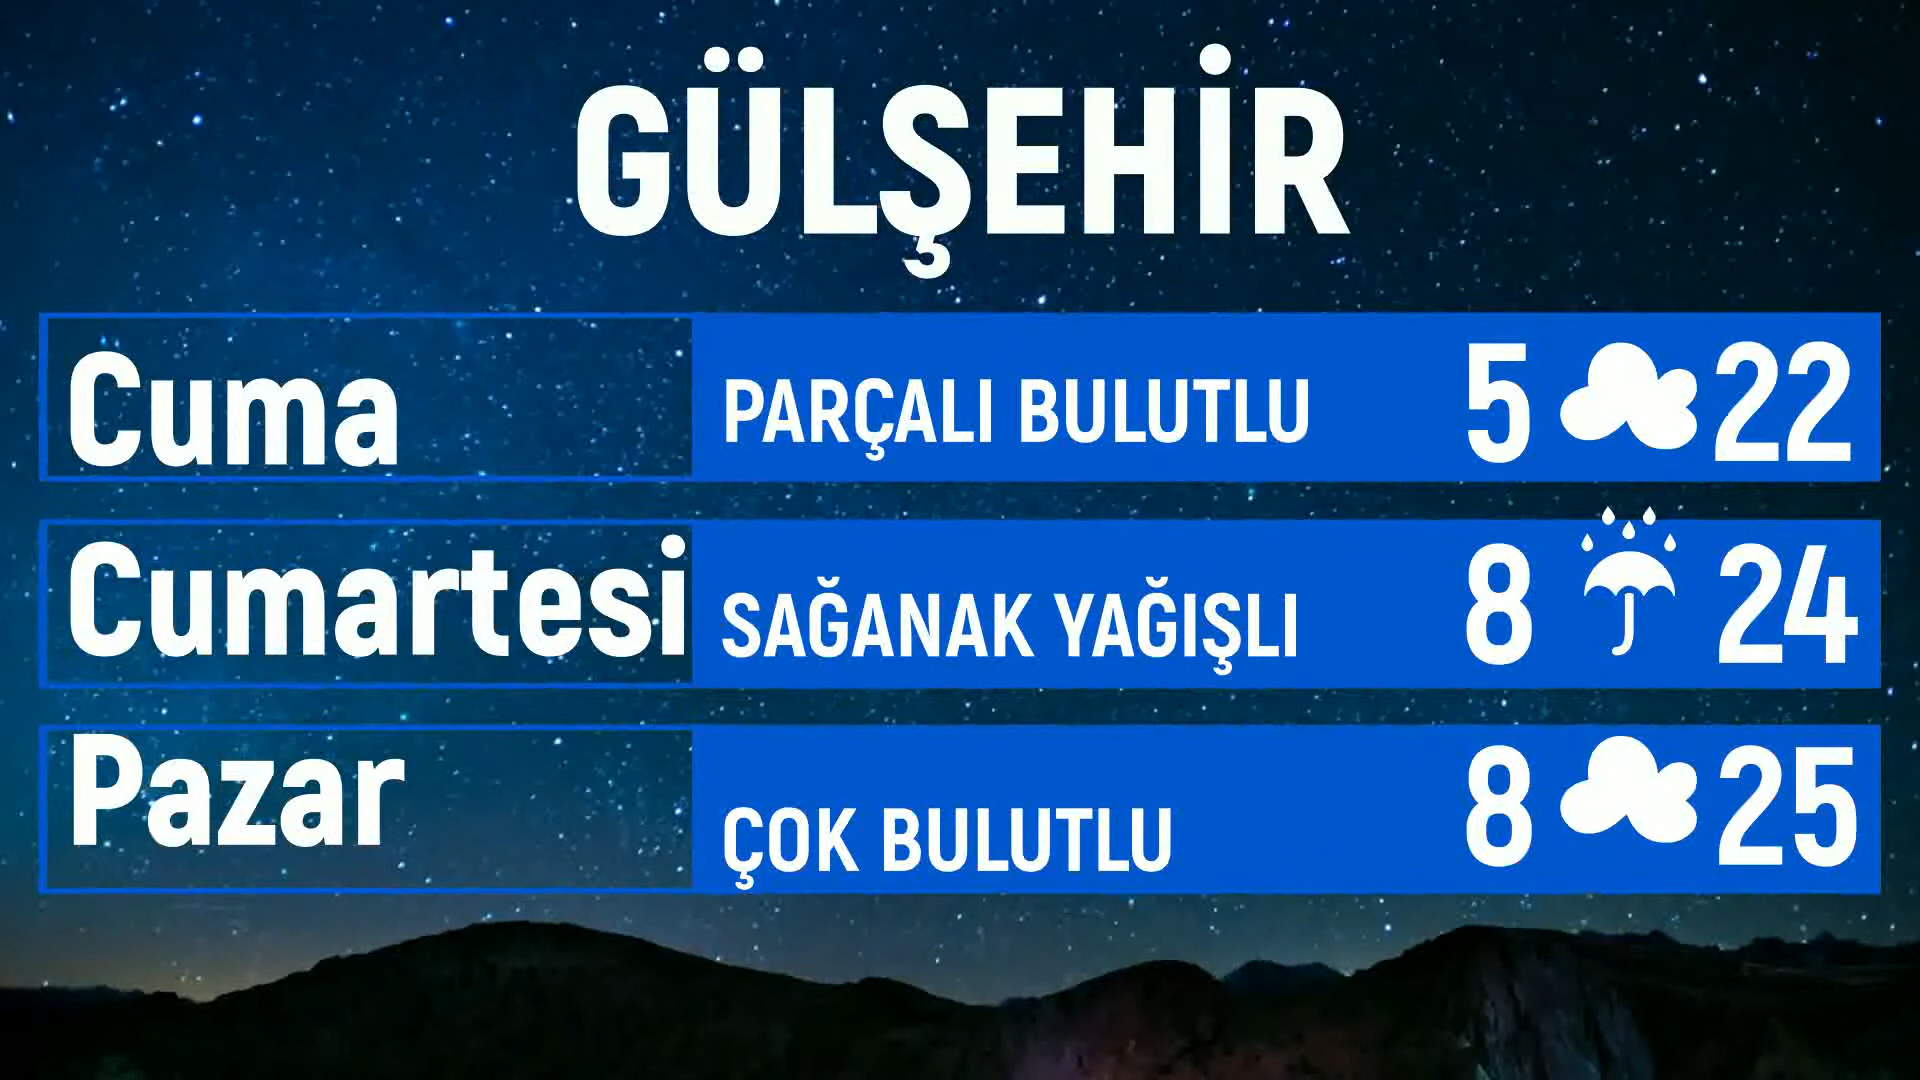 GÜLŞEHİR
Cuma PARÇALI BULUTLU 5 22
Cumartesi SAĞANAK YAĞIŞLI 8 24
Pazar ÇOK BULUTLU 8 25